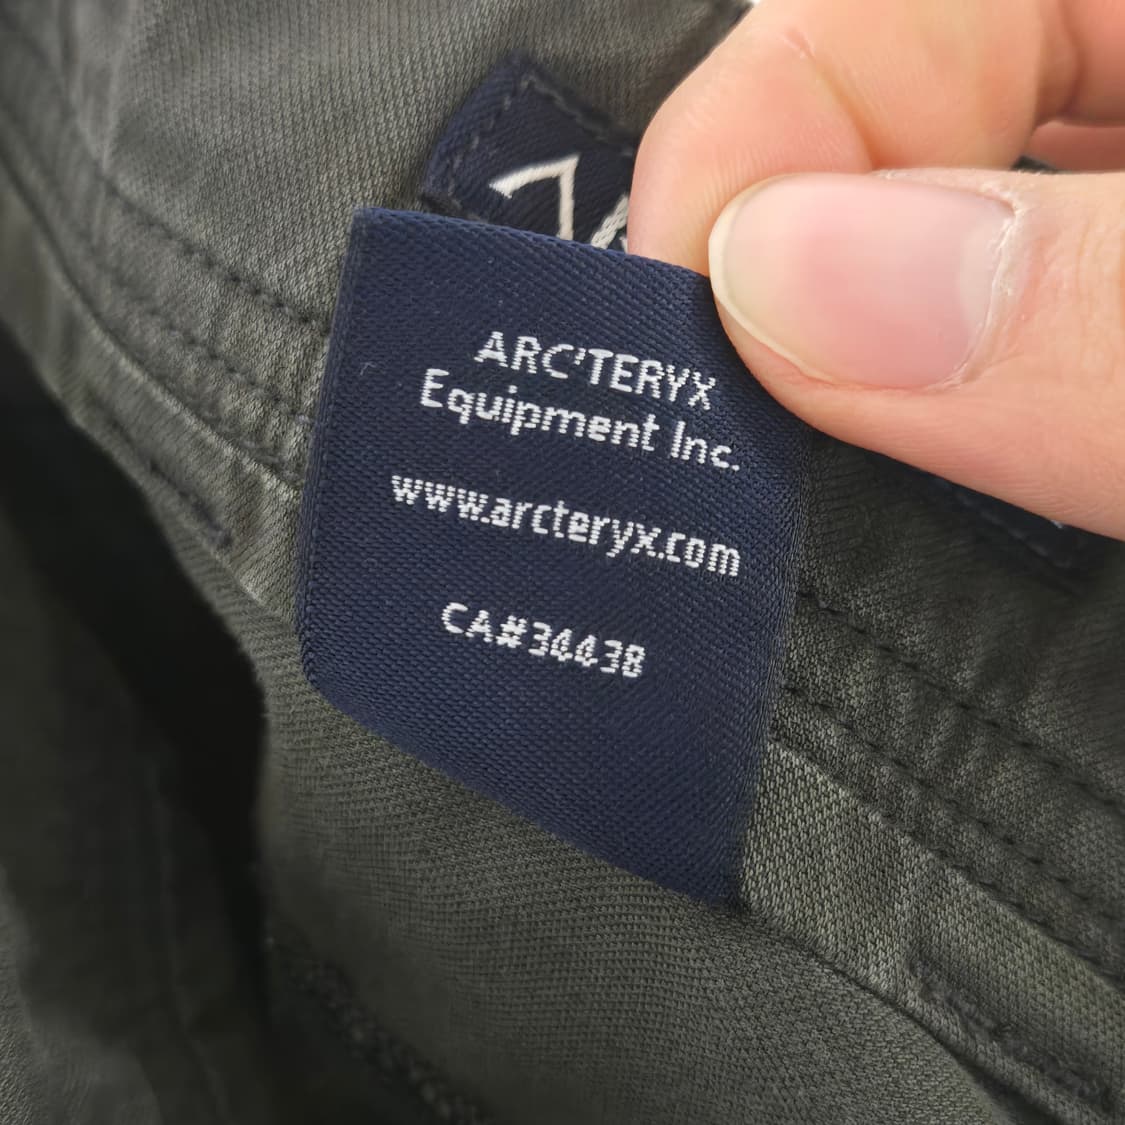 ARC'TERYX
Equipment Inc.
www.arcteryx.com
CA#34438